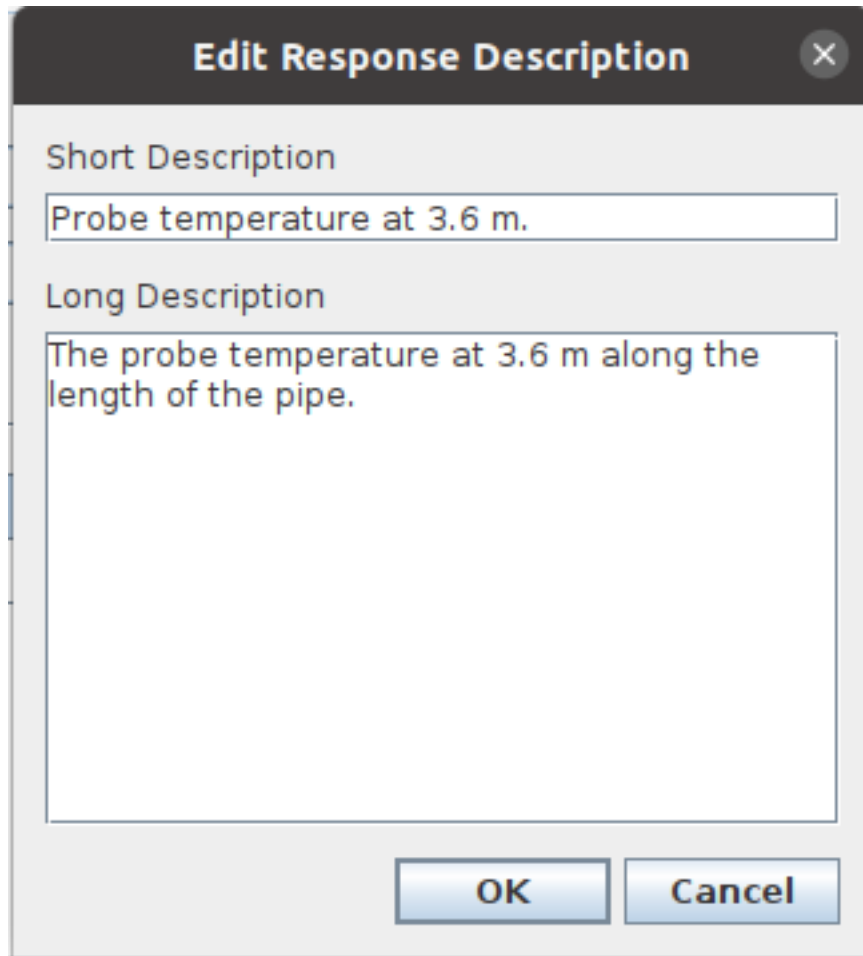 Edit Response Description
Short Description
Probe temperature at 3.6 m.
Long Description
The probe temperature at 3.6 m along the
length of the pipe.
OK
Cancel